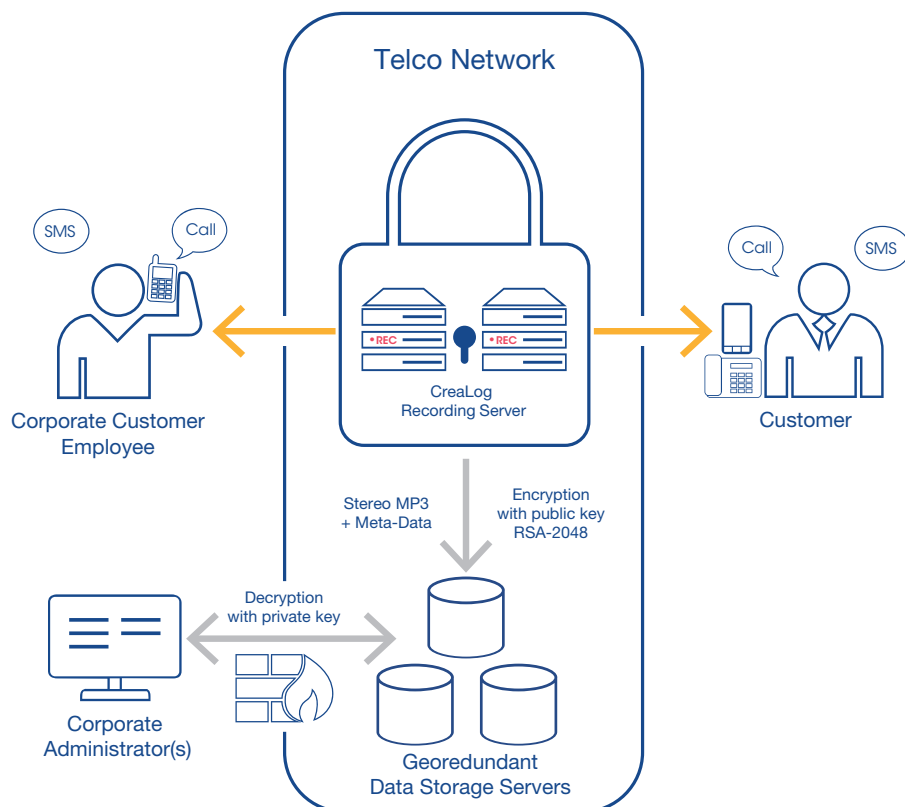 Telco Network
SMS
Call
Call
SMS
• REC
• REC
CreaLog
Recording Server
Corporate Customer
Employee
Customer
Stereo MP3
+ Meta-Data
Encryption
with public key
RSA-2048
Decryption
with private key
Corporate
Administrator(s)
Georedundant
Data Storage Servers